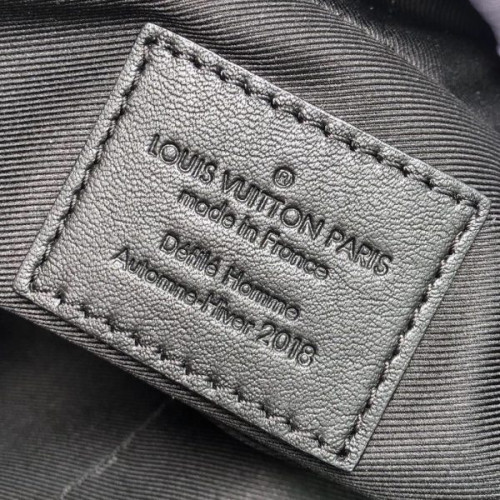 ®
LOUIS VUITTON PARIS
made in France
Défilé Homme
Automne-Hiver 2018